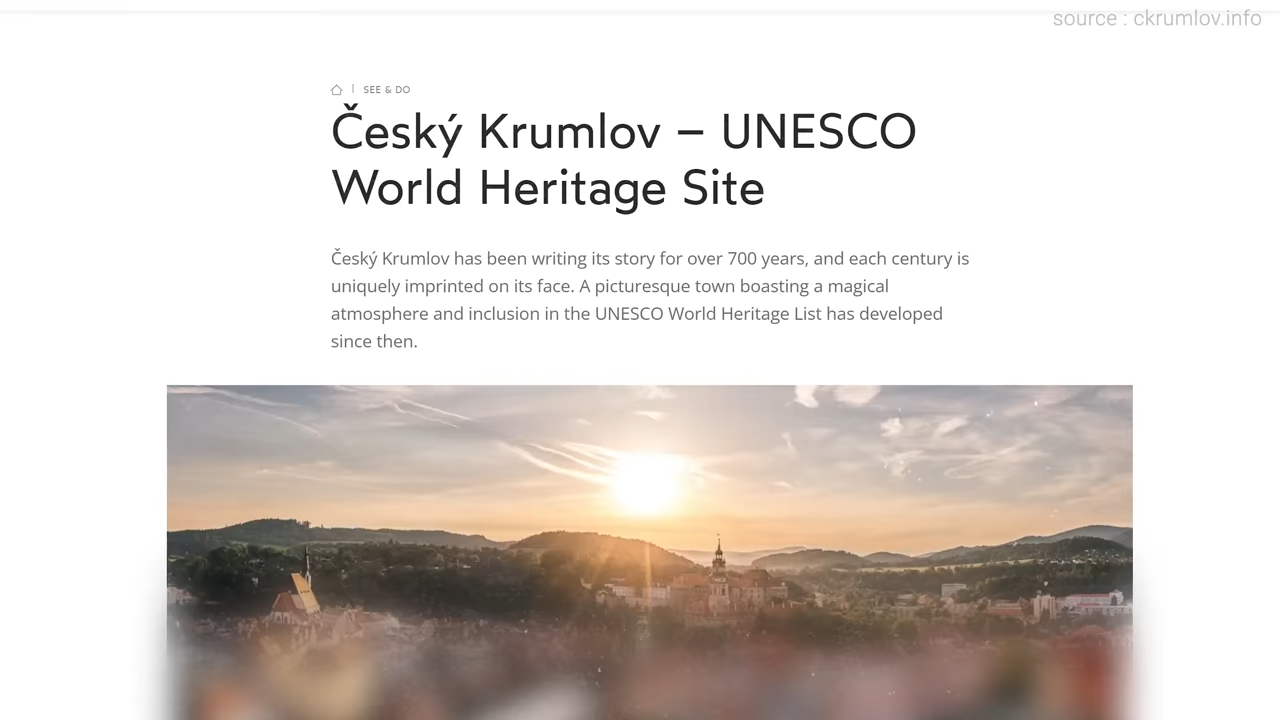 source : ckrumlov.info
SEE & DO
Český Krumlov – UNESCO
World Heritage Site
Český Krumlov has been writing its story for over 700 years, and each century is
uniquely imprinted on its face. A picturesque town boasting a magical
atmosphere and inclusion in the UNESCO World Heritage List has developed
since then.